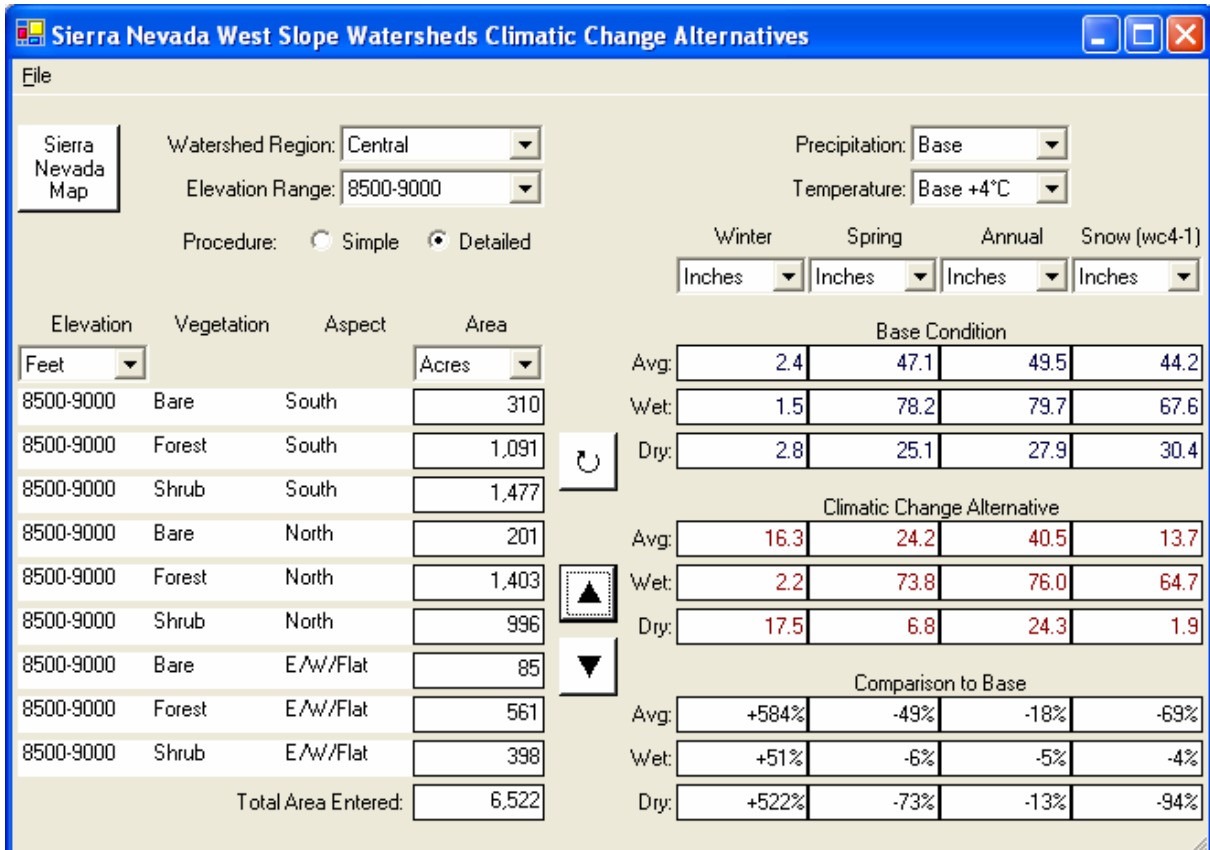 Sierra Nevada West Slope Watersheds Climatic Change Alternatives
File
Sierra
Nevada
Map
Watershed Region: Central
Elevation Range: 8500-9000
Procedure: Simple Detailed
Precipitation: Base
Temperature: Base +4°C
Winter Spring Annual Snow (wc4-1)
Inches Inches Inches Inches
Elevation Vegetation Aspect Area
Feet Acres
8500-9000 Bare South 310
8500-9000 Forest South 1,091
8500-9000 Shrub South 1,477
8500-9000 Bare North 201
8500-9000 Forest North 1,403
8500-9000 Shrub North 996
8500-9000 Bare E/W/Flat 85
8500-9000 Forest E/W/Flat 561
8500-9000 Shrub E/W/Flat 398
Total Area Entered: 6,522
Base Condition
Avg: 2.4 47.1 49.5 44.2
Wet: 1.5 78.2 79.7 67.6
Dry: 2.8 25.1 27.9 30.4
Climatic Change Alternative
Avg: 16.3 24.2 40.5 13.7
Wet: 2.2 73.8 76.0 64.7
Dry: 17.5 6.8 24.3 1.9
Comparison to Base
Avg: +584% -49% -18% -69%
Wet: +51% -6% -5% -4%
Dry: +522% -73% -13% -94%